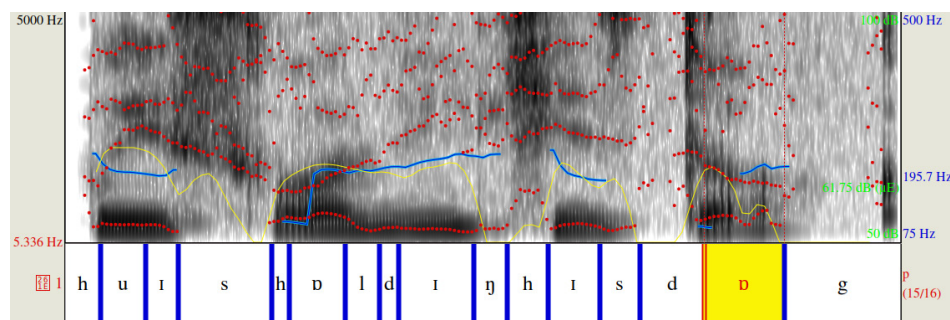 5000 Hz
100 dB
500 Hz
61.75 dB (µE)
195.7 Hz
5.336 Hz
50 dB
75 Hz
1 h u ɪ s h ɒ l d ɪ ŋ h ɪ s d ɒ g
p
(15/16)